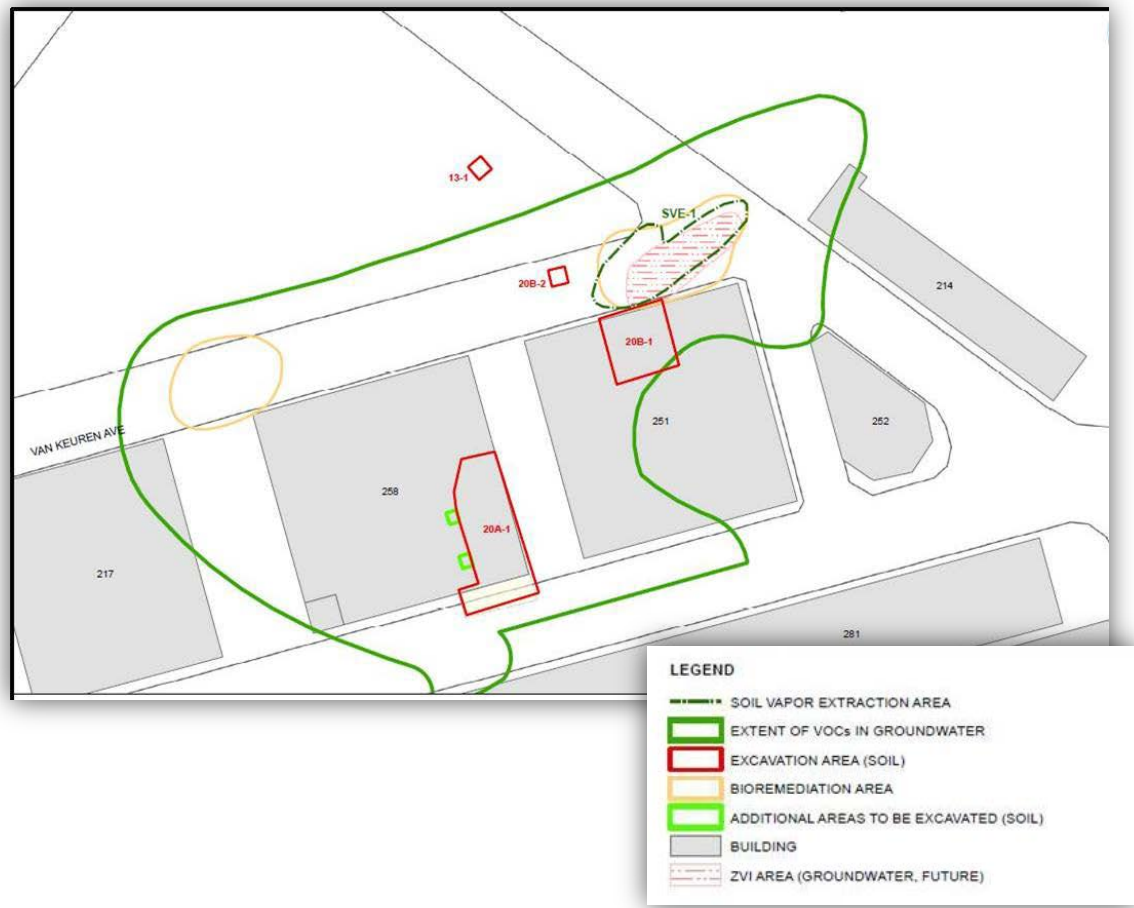 13-1
SVE-1
20B-2
214
20B-1
251
252
VAN KEUREN AVE
258
20A-1
217
281
LEGEND
SOIL VAPOR EXTRACTION AREA
EXTENT OF VOCs IN GROUNDWATER
EXCAVATION AREA (SOIL)
BIOREMEDIATION AREA
ADDITIONAL AREAS TO BE EXCAVATED (SOIL)
BUILDING
ZVI AREA (GROUNDWATER, FUTURE)